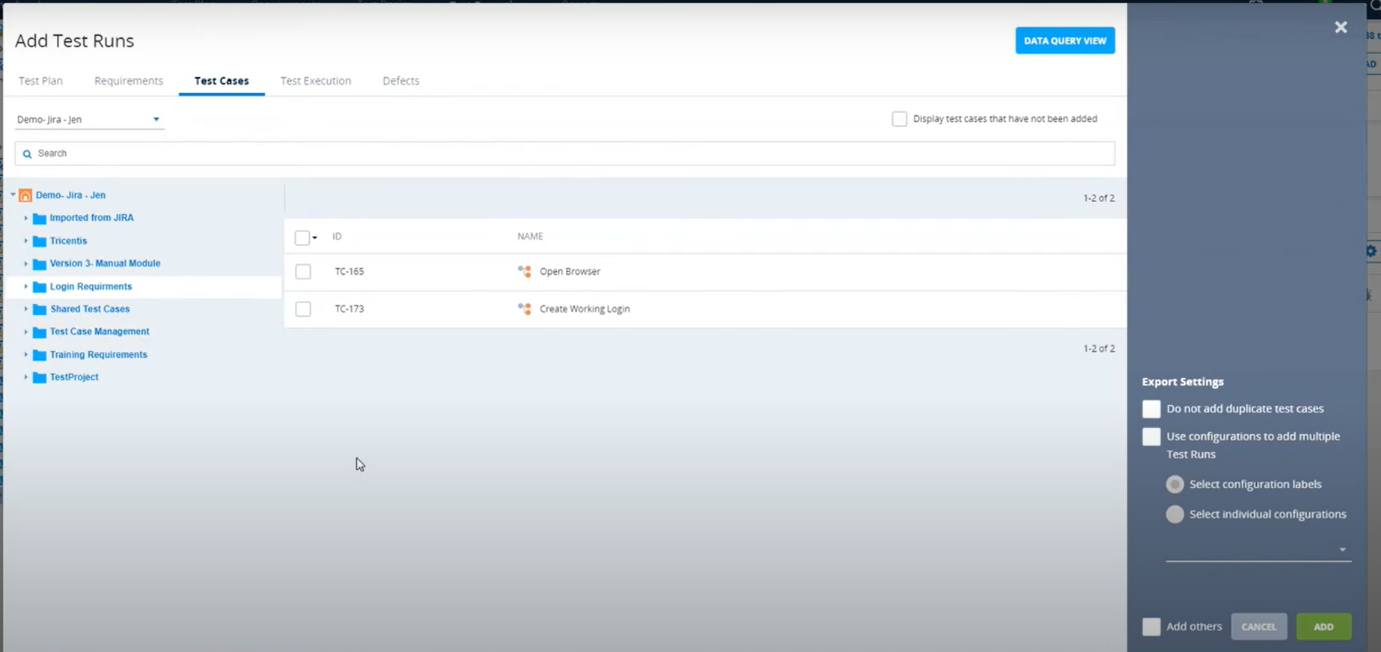 Add Test Runs
DATA QUERY VIEW
Test Plan Requirements Test Cases Test Execution Defects
Demo- Jira - Jen
Display test cases that have not been added
Search
Demo- Jira - Jen
Imported from JIRA
Tricentis
Version 3- Manual Module
Login Requirments
Shared Test Cases
Test Case Management
Training Requirements
TestProject
1-2 of 2
ID NAME
TC-165 Open Browser
TC-173 Create Working Login
1-2 of 2
Export Settings
Do not add duplicate test cases
Use configurations to add multiple
Test Runs
Select configuration labels
Select individual configurations
Add others CANCEL ADD